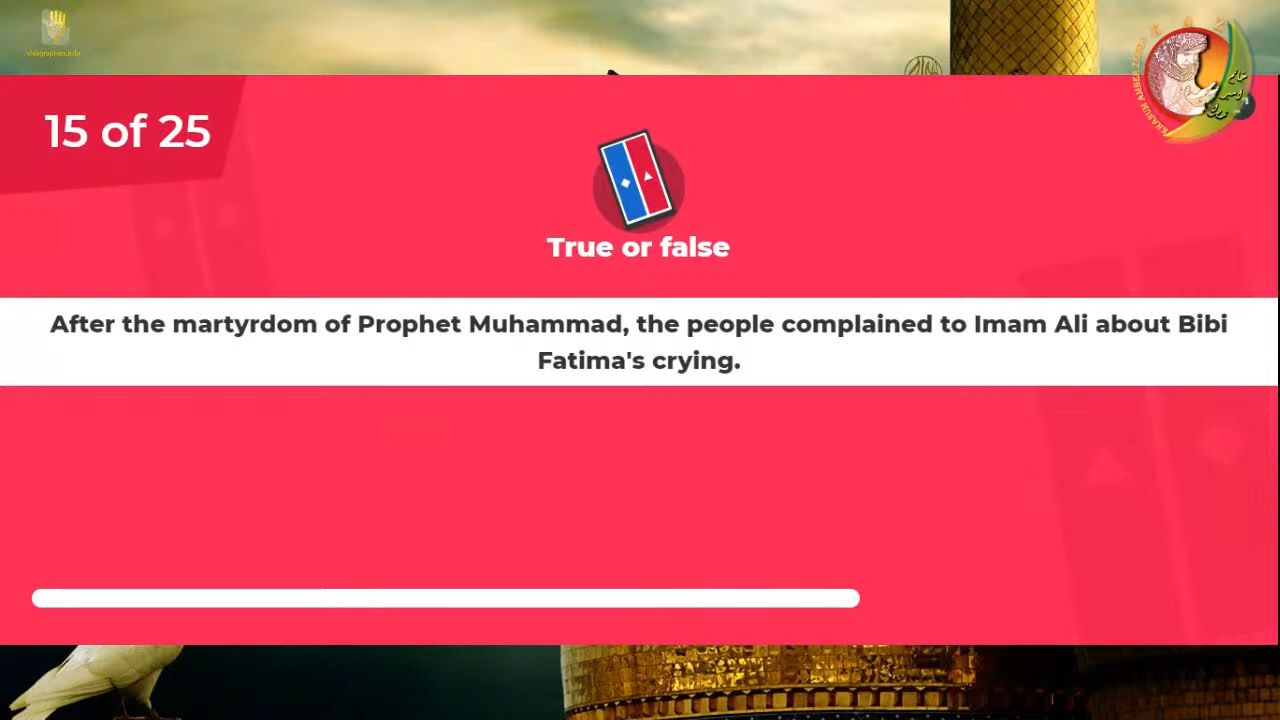 15 of 25
True or false
After the martyrdom of Prophet Muhammad, the people complained to Imam Ali about Bibi
Fatima's crying.